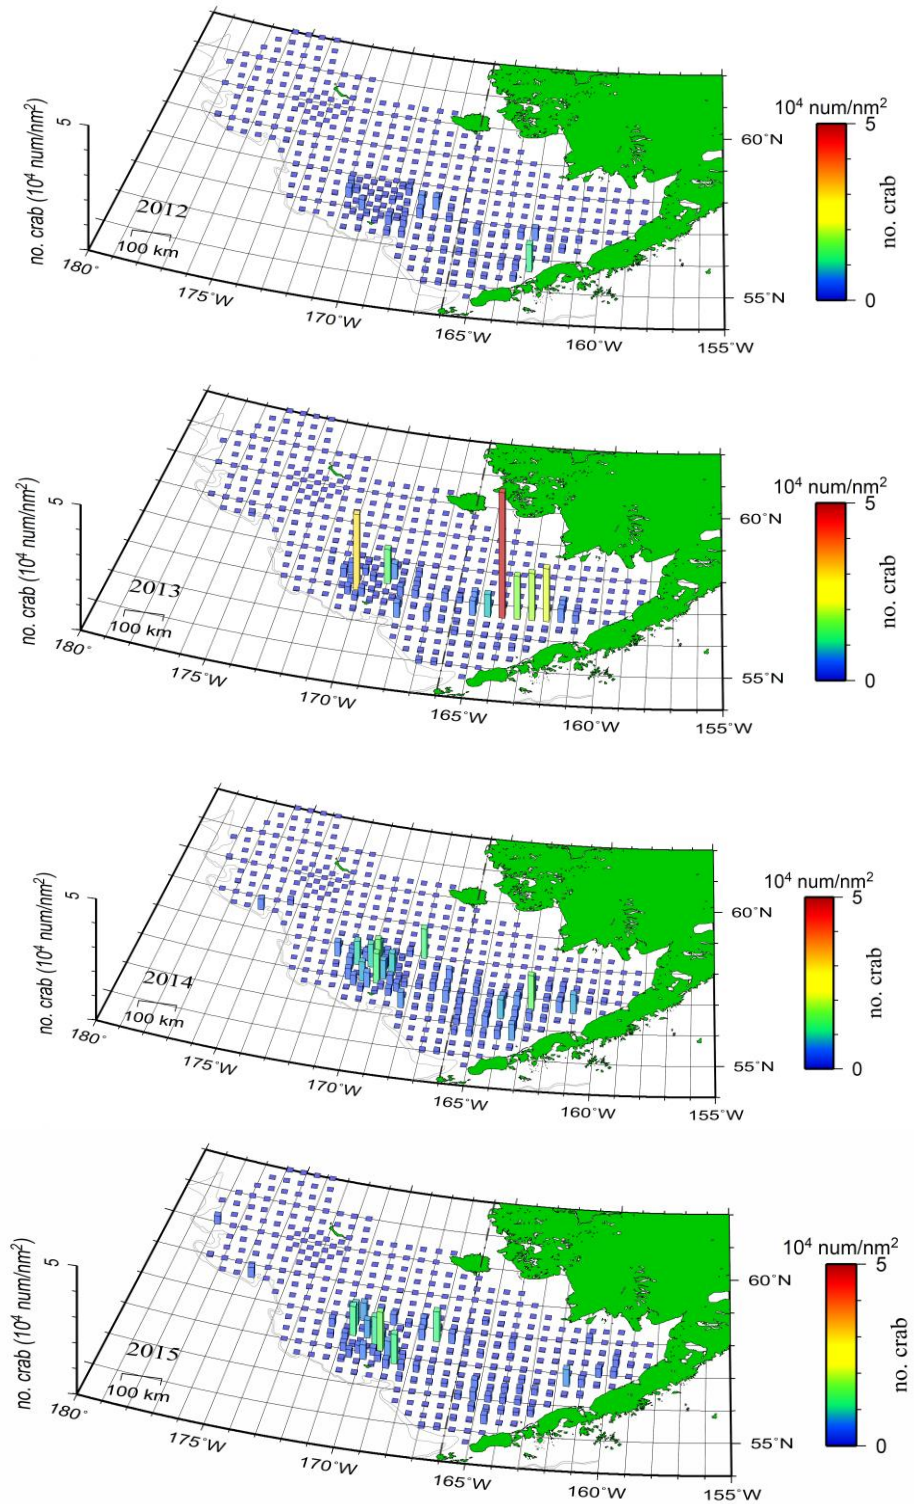 10⁴ num/nm²
5
no. crab
0
60˚N
55˚N
5
no. crab (10⁴ num/nm²)
2012
100 km
180˚
175˚W
170˚W
165˚W
160˚W
155˚W
10⁴ num/nm²
5
no. crab
0
60˚N
55˚N
5
no. crab (10⁴ num/nm²)
2013
100 km
180˚
175˚W
170˚W
165˚W
160˚W
155˚W
10⁴ num/nm²
5
no. crab
0
60˚N
55˚N
5
no. crab (10⁴ num/nm²)
2014
100 km
180˚
175˚W
170˚W
165˚W
160˚W
155˚W
10⁴ num/nm²
5
no. crab
0
60˚N
55˚N
5
no. crab (10⁴ num/nm²)
2015
100 km
180˚
175˚W
170˚W
165˚W
160˚W
155˚W